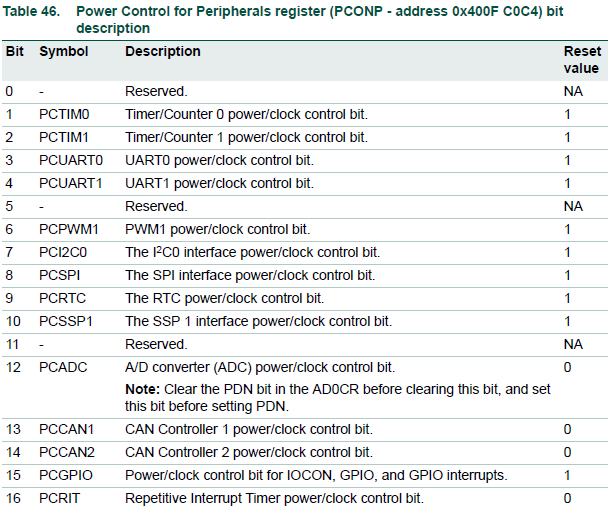 Table 46. Power Control for Peripherals register (PCONP - address 0x400F C0C4) bit
description
Bit Symbol Description Reset
value
0 - Reserved. NA
1 PCTIM0 Timer/Counter 0 power/clock control bit. 1
2 PCTIM1 Timer/Counter 1 power/clock control bit. 1
3 PCUART0 UART0 power/clock control bit. 1
4 PCUART1 UART1 power/clock control bit. 1
5 - Reserved. NA
6 PCPWM1 PWM1 power/clock control bit. 1
7 PCI2C0 The I²C0 interface power/clock control bit. 1
8 PCSPI The SPI interface power/clock control bit. 1
9 PCRTC The RTC power/clock control bit. 1
10 PCSSP1 The SSP 1 interface power/clock control bit. 1
11 - Reserved. NA
12 PCADC A/D converter (ADC) power/clock control bit. 0
Note: Clear the PDN bit in the AD0CR before clearing this bit, and set
this bit before setting PDN.
13 PCCAN1 CAN Controller 1 power/clock control bit. 0
14 PCCAN2 CAN Controller 2 power/clock control bit. 0
15 PCGPIO Power/clock control bit for IOCON, GPIO, and GPIO interrupts. 1
16 PCRIT Repetitive Interrupt Timer power/clock control bit. 0